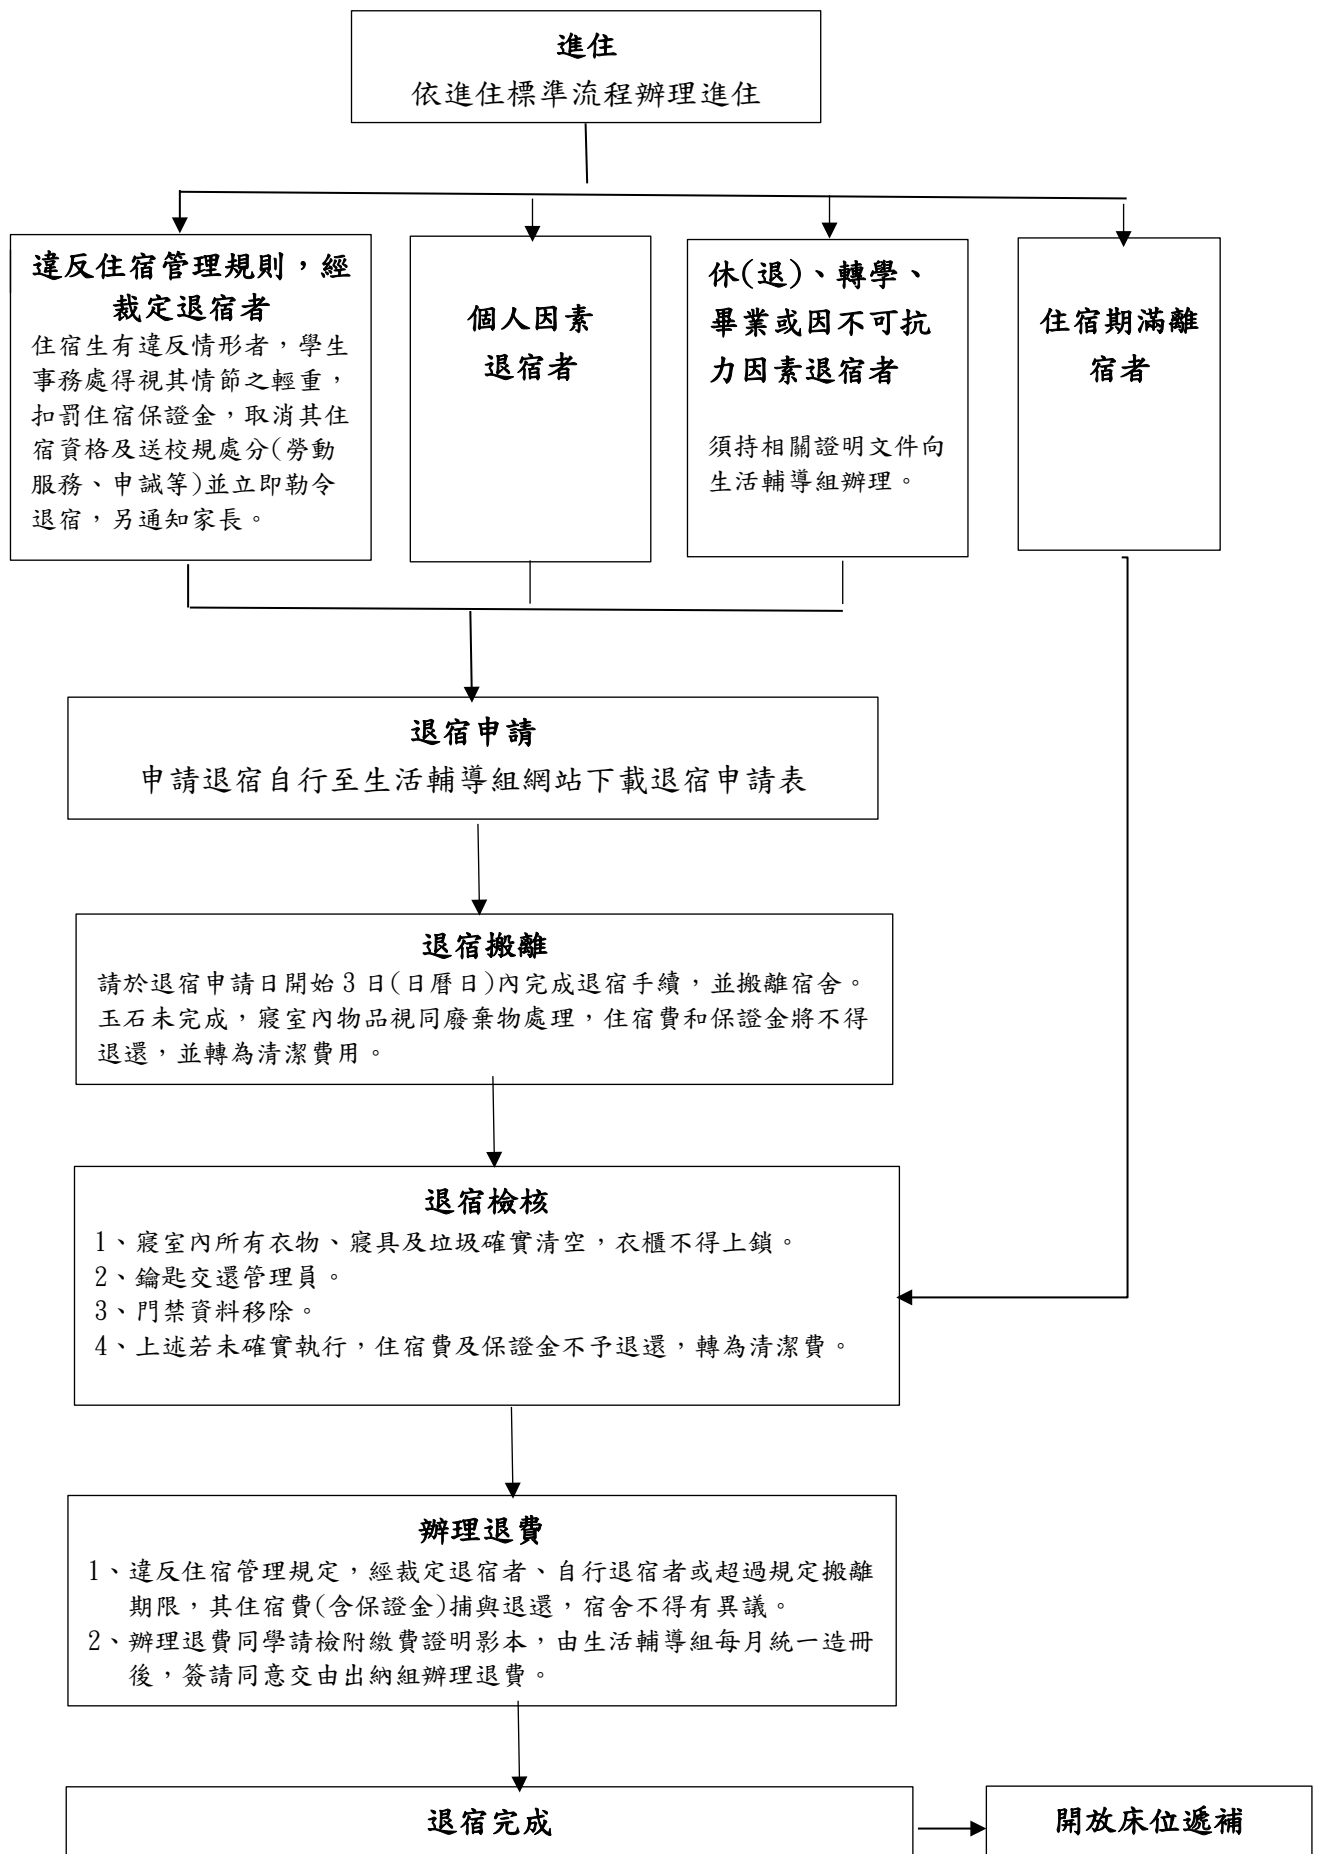 進住
依進住標準流程辦理進住
違反住宿管理規則，經
裁定退宿者
住宿生有違反情形者，學生
事務處得視其情節之輕重，
扣罰住宿保證金，取消其住
宿資格及送校規處分(勞動
服務、申誡等)並立即勒令
退宿，另通知家長。
個人因素
退宿者
休(退)、轉學、
畢業或因不可抗
力因素退宿者
須持相關證明文件向
生活輔導組辦理。
住宿期滿離
宿者
退宿申請
申請退宿自行至生活輔導組網站下載退宿申請表
退宿搬離
請於退宿申請日開始 3 日(日曆日)內完成退宿手續，並搬離宿舍。
玉石未完成，寢室內物品視同廢棄物處理，住宿費和保證金將不得
退還，並轉為清潔費用。
退宿檢核
1、寢室內所有衣物、寢具及垃圾確實清空，衣櫃不得上鎖。
2、鑰匙交還管理員。
3、門禁資料移除。
4、上述若未確實執行，住宿費及保證金不予退還，轉為清潔費。
辦理退費
1、違反住宿管理規定，經裁定退宿者、自行退宿者或超過規定搬離
期限，其住宿費(含保證金)捕與退還，宿舍不得有異議。
2、辦理退費同學請檢附繳費證明影本，由生活輔導組每月統一造冊
後，簽請同意交由出納組辦理退費。
退宿完成
開放床位遞補